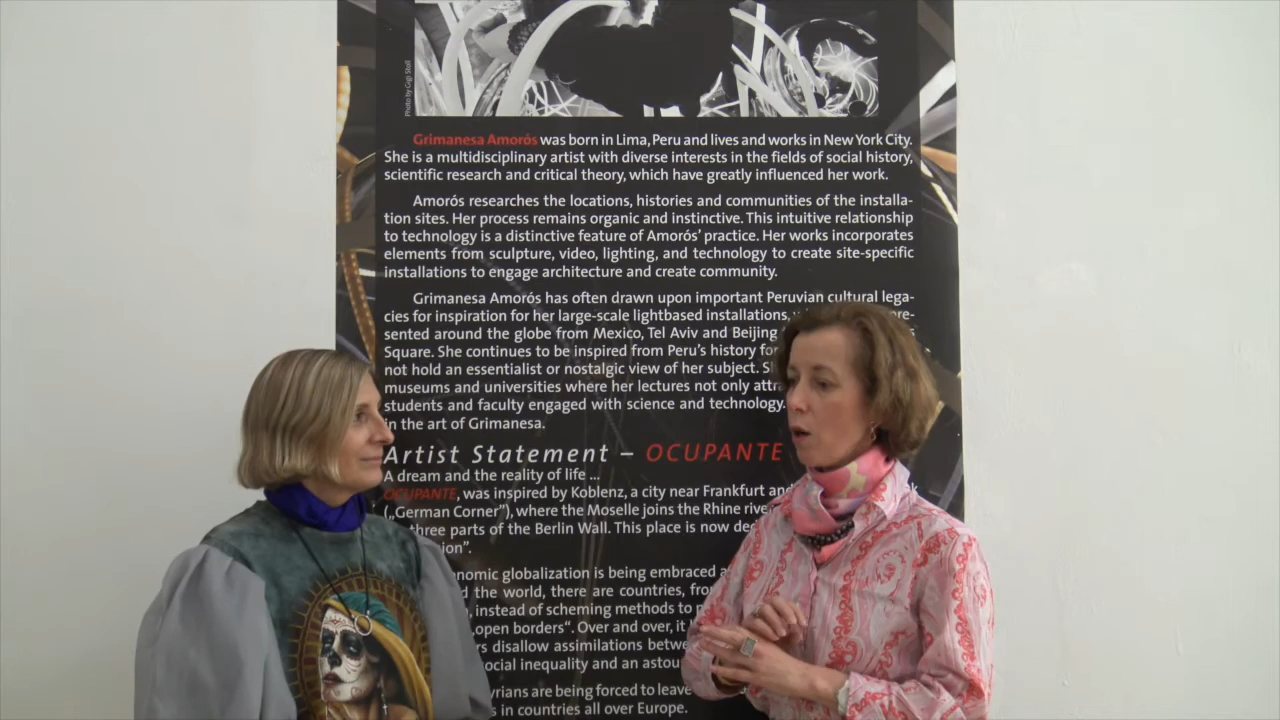 Photo by Gigi Stoll
Grimanesa Amorós was born in Lima, Peru and lives and works in New York City.
She is a multidisciplinary artist with diverse interests in the fields of social history,
scientific research and critical theory, which have greatly influenced her work.
Amorós researches the locations, histories and communities of the installa-
tion sites. Her process remains organic and instinctive. This intuitive relationship
to technology is a distinctive feature of Amorós' practice. Her works incorporates
elements from sculpture, video, lighting, and technology to create site-specific
installations to engage architecture and create community.
Grimanesa Amorós has often drawn upon important Peruvian cultural lega-
cies for inspiration for her large-scale lightbased installations, pre-
sented around the globe from Mexico, Tel Aviv and Beijing
Square. She continues to be inspired from Peru's history for
not hold an essentialist or nostalgic view of her subject.
museums and universities where her lectures not only
students and faculty engaged with science and technology.
in the art of Grimanesa.
Artist Statement – OCUPANTE
A dream and the reality of life ...
OCUPANTE, was inspired by Koblenz, a city near Frankfurt and
(„German Corner"), where the Moselle joins the Rhine
three parts of the Berlin Wall. This place is now
globalization is being embraced
the world, there are countries,
instead of scheming methods to
„open borders“. Over and over, it
disallow assimilations
inequality and an
are being forced to leave
in countries all over Europe.